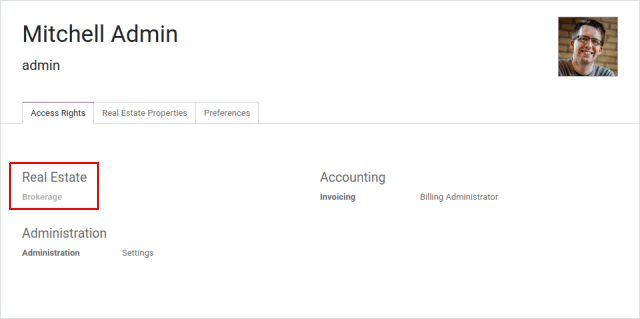 Mitchell Admin
admin
Access Rights Real Estate Properties Preferences
Real Estate Accounting
Brokerage Invoicing Billing Administrator
Administration
Administration Settings